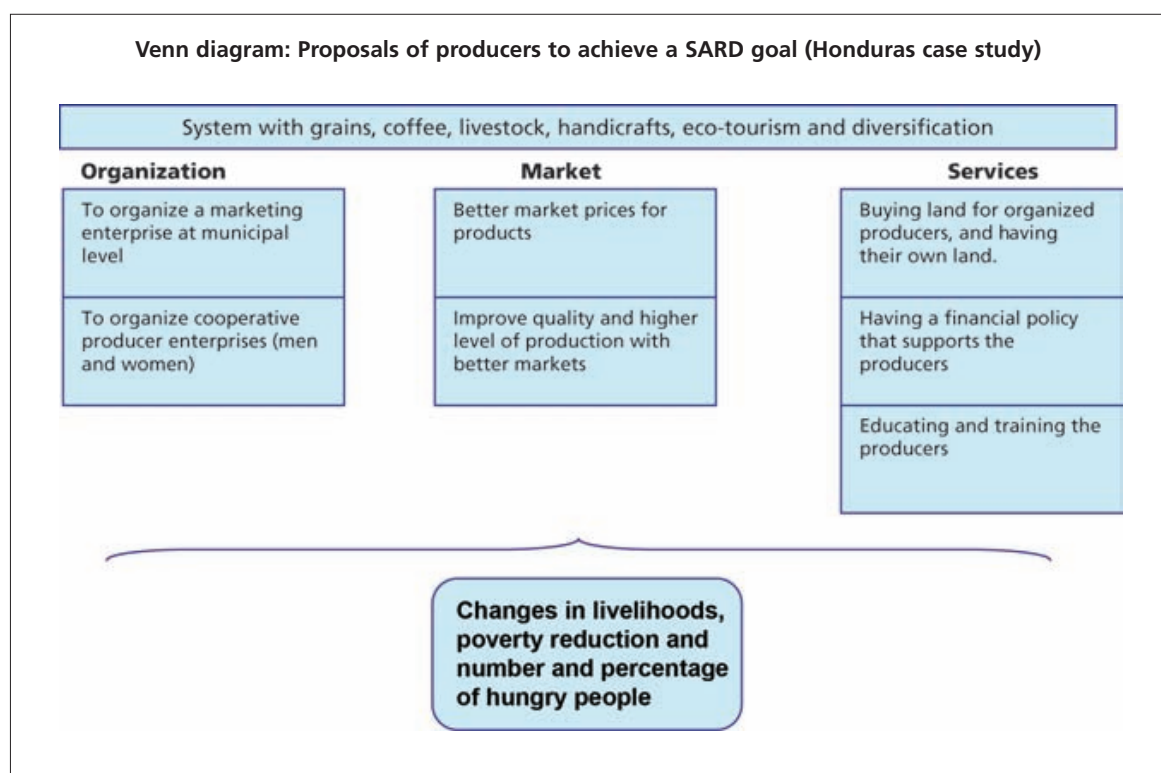 Venn diagram: Proposals of producers to achieve a SARD goal (Honduras case study)
System with grains, coffee, livestock, handicrafts, eco-tourism and diversification
Organization
To organize a marketing
enterprise at municipal
level
To organize cooperative
producer enterprises (men
and women)
Market
Better market prices for
products
Improve quality and higher
level of production with
better markets
Services
Buying land for organized
producers, and having
their own land.
Having a financial policy
that supports the
producers
Educating and training the
producers
Changes in livelihoods,
poverty reduction and
number and percentage
of hungry people